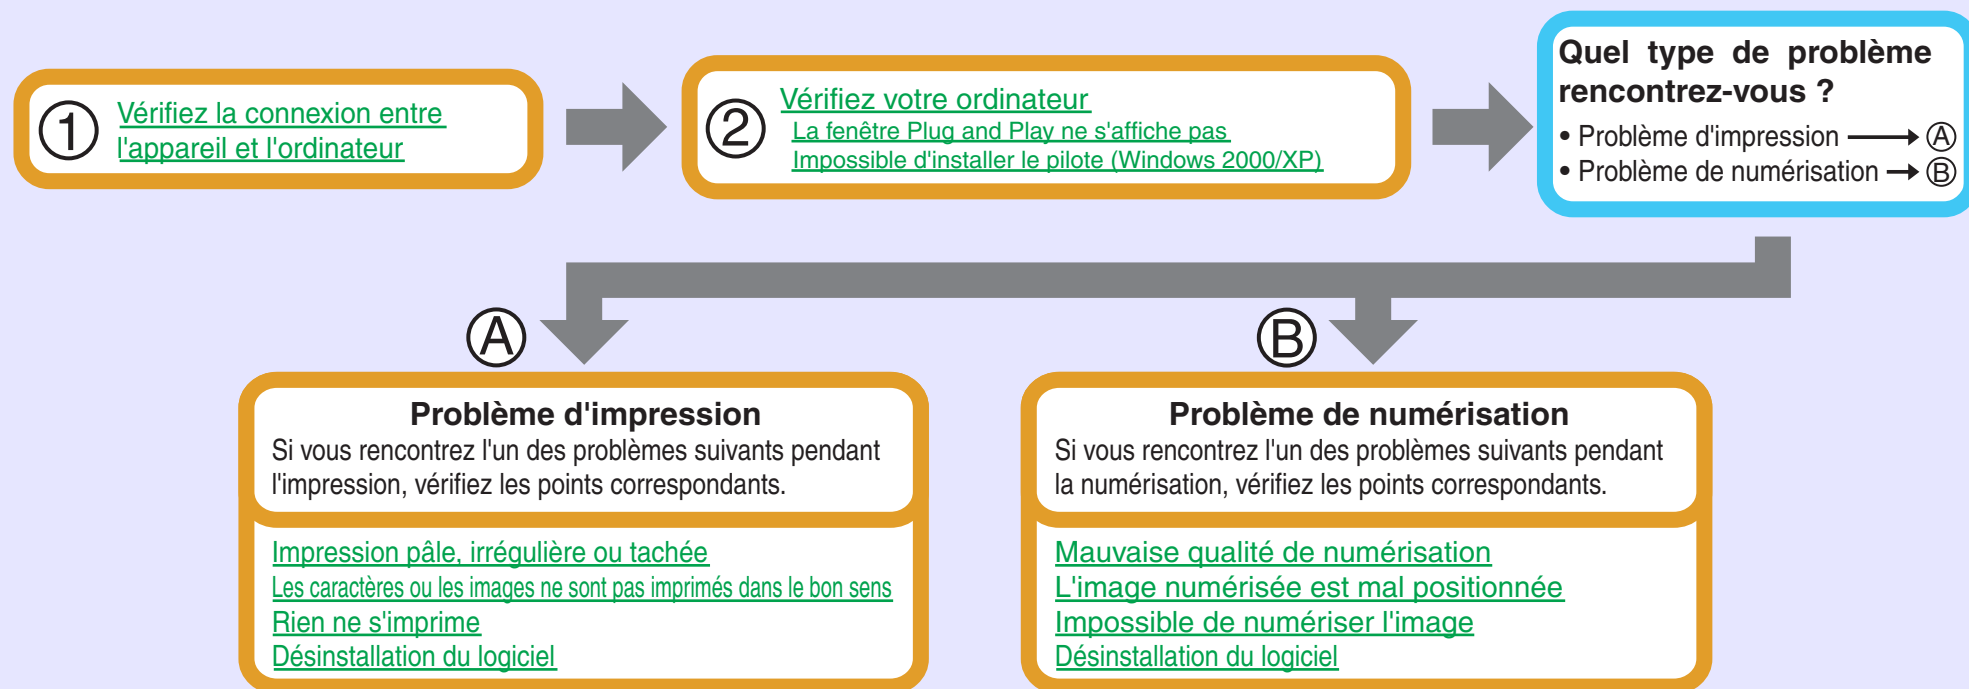 ① Vérifiez la connexion entre
l'appareil et l'ordinateur
② Vérifiez votre ordinateur
La fenêtre Plug and Play ne s'affiche pas
Impossible d'installer le pilote (Windows 2000/XP)
Quel type de problème
rencontrez-vous ?
• Problème d'impression → Ⓐ
• Problème de numérisation → Ⓑ
Ⓐ
Problème d'impression
Si vous rencontrez l'un des problèmes suivants pendant
l'impression, vérifiez les points correspondants.
Impression pâle, irrégulière ou tachée
Les caractères ou les images ne sont pas imprimés dans le bon sens
Rien ne s'imprime
Désinstallation du logiciel
Ⓑ
Problème de numérisation
Si vous rencontrez l'un des problèmes suivants pendant
la numérisation, vérifiez les points correspondants.
Mauvaise qualité de numérisation
L'image numérisée est mal positionnée
Impossible de numériser l'image
Désinstallation du logiciel